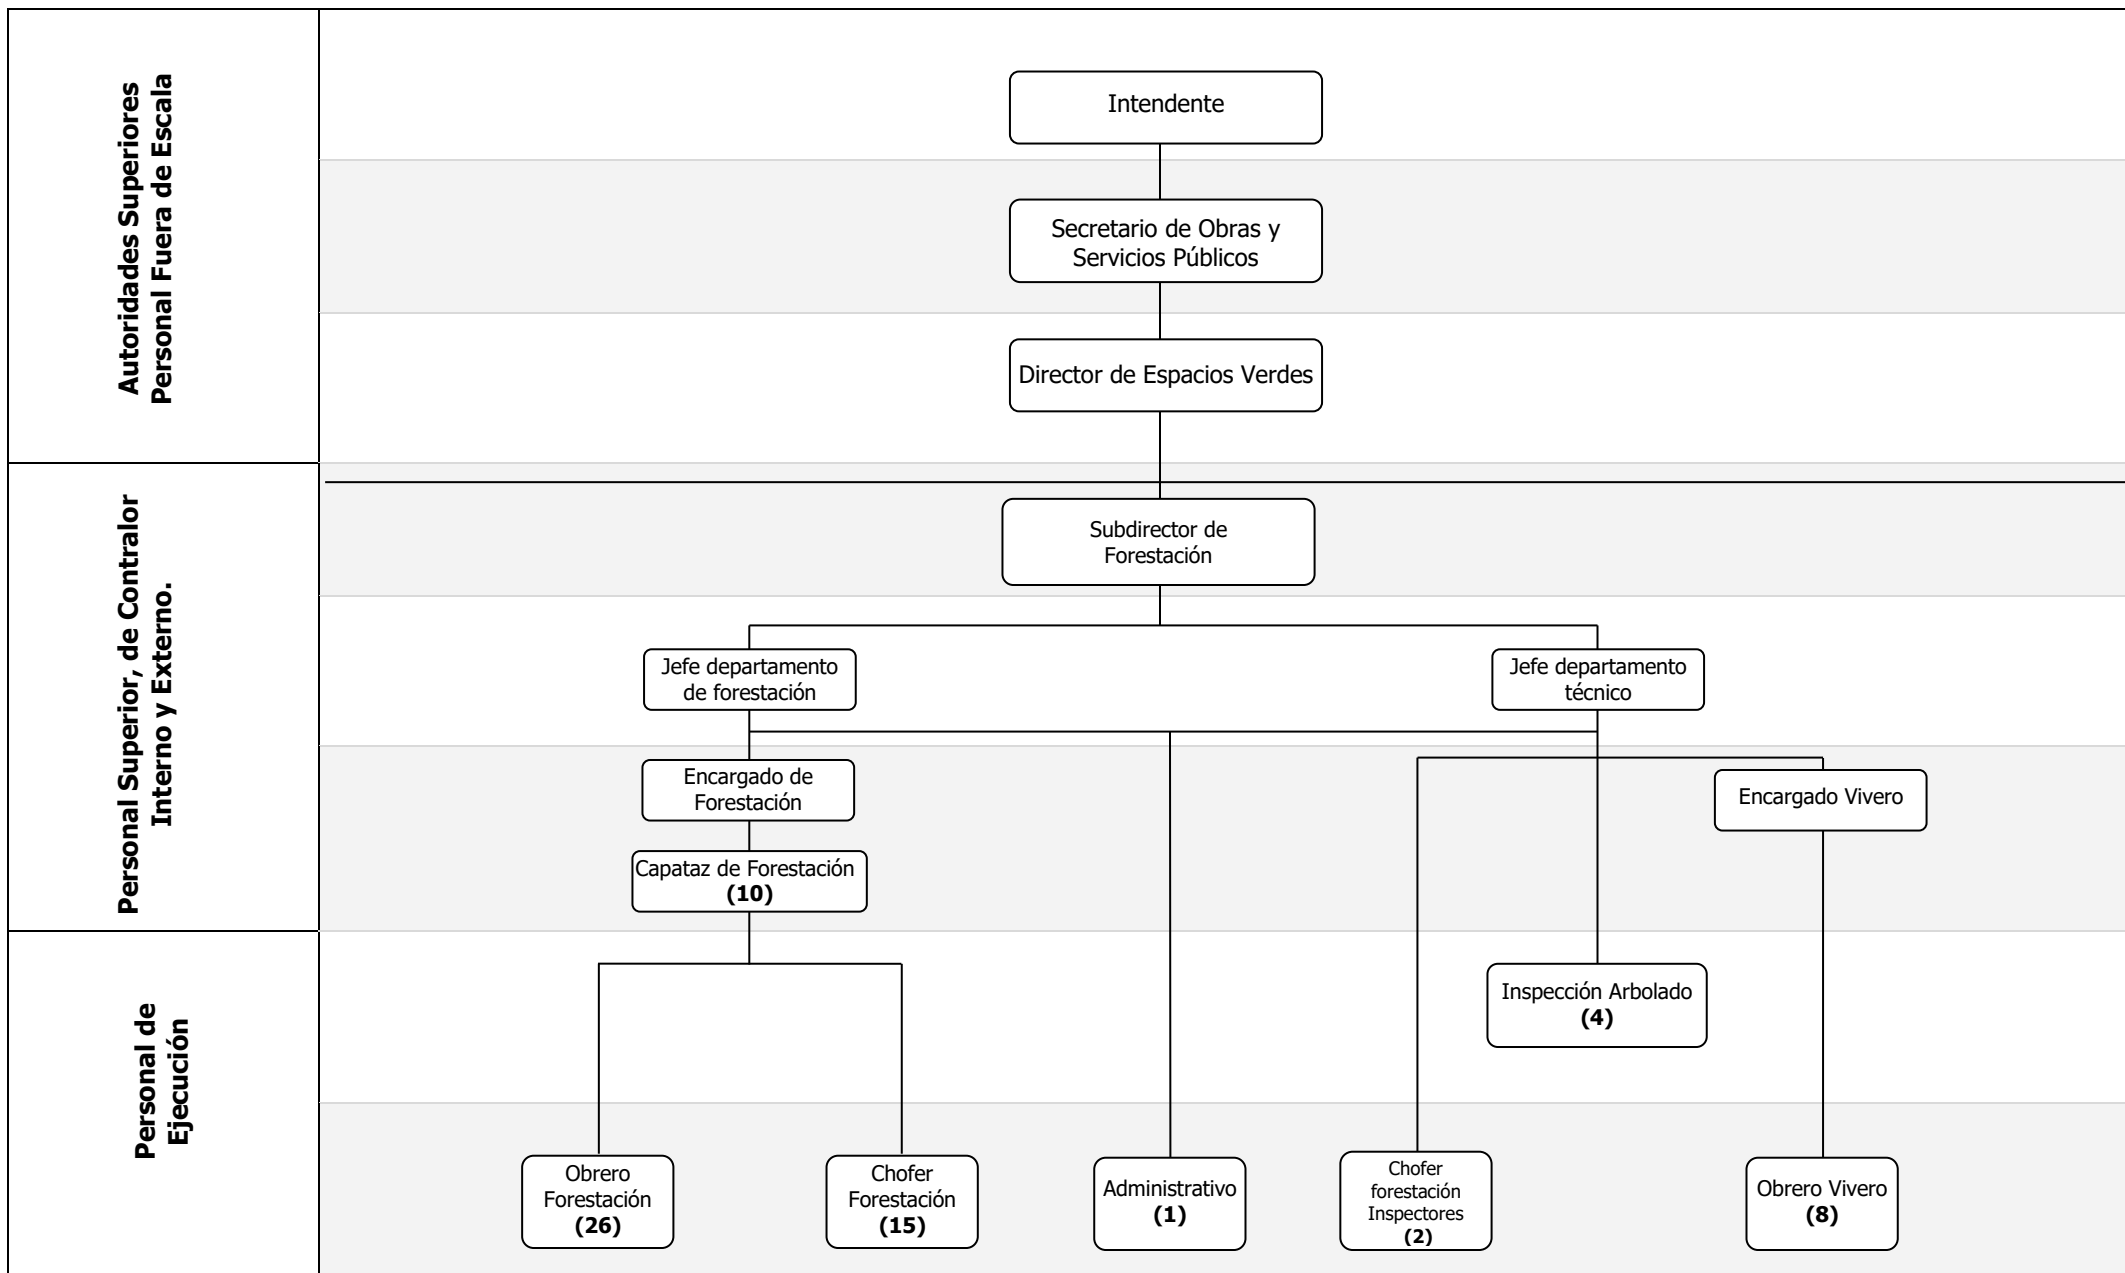 Autoridades Superiores
Personal Fuera de Escala
Intendente
Secretario de Obras y
Servicios Públicos
Director de Espacios Verdes
Personal Superior, de Contralor
Interno y Externo.
Subdirector de
Forestación
Jefe departamento
de forestación
Jefe departamento
técnico
Encargado de
Forestación
Encargado Vivero
Capataz de Forestación
(10)
Personal de
Ejecución
Inspección Arbolado
(4)
Obrero
Forestación
(26)
Chofer
Forestación
(15)
Administrativo
(1)
Chofer
forestación
Inspectores
(2)
Obrero Vivero
(8)